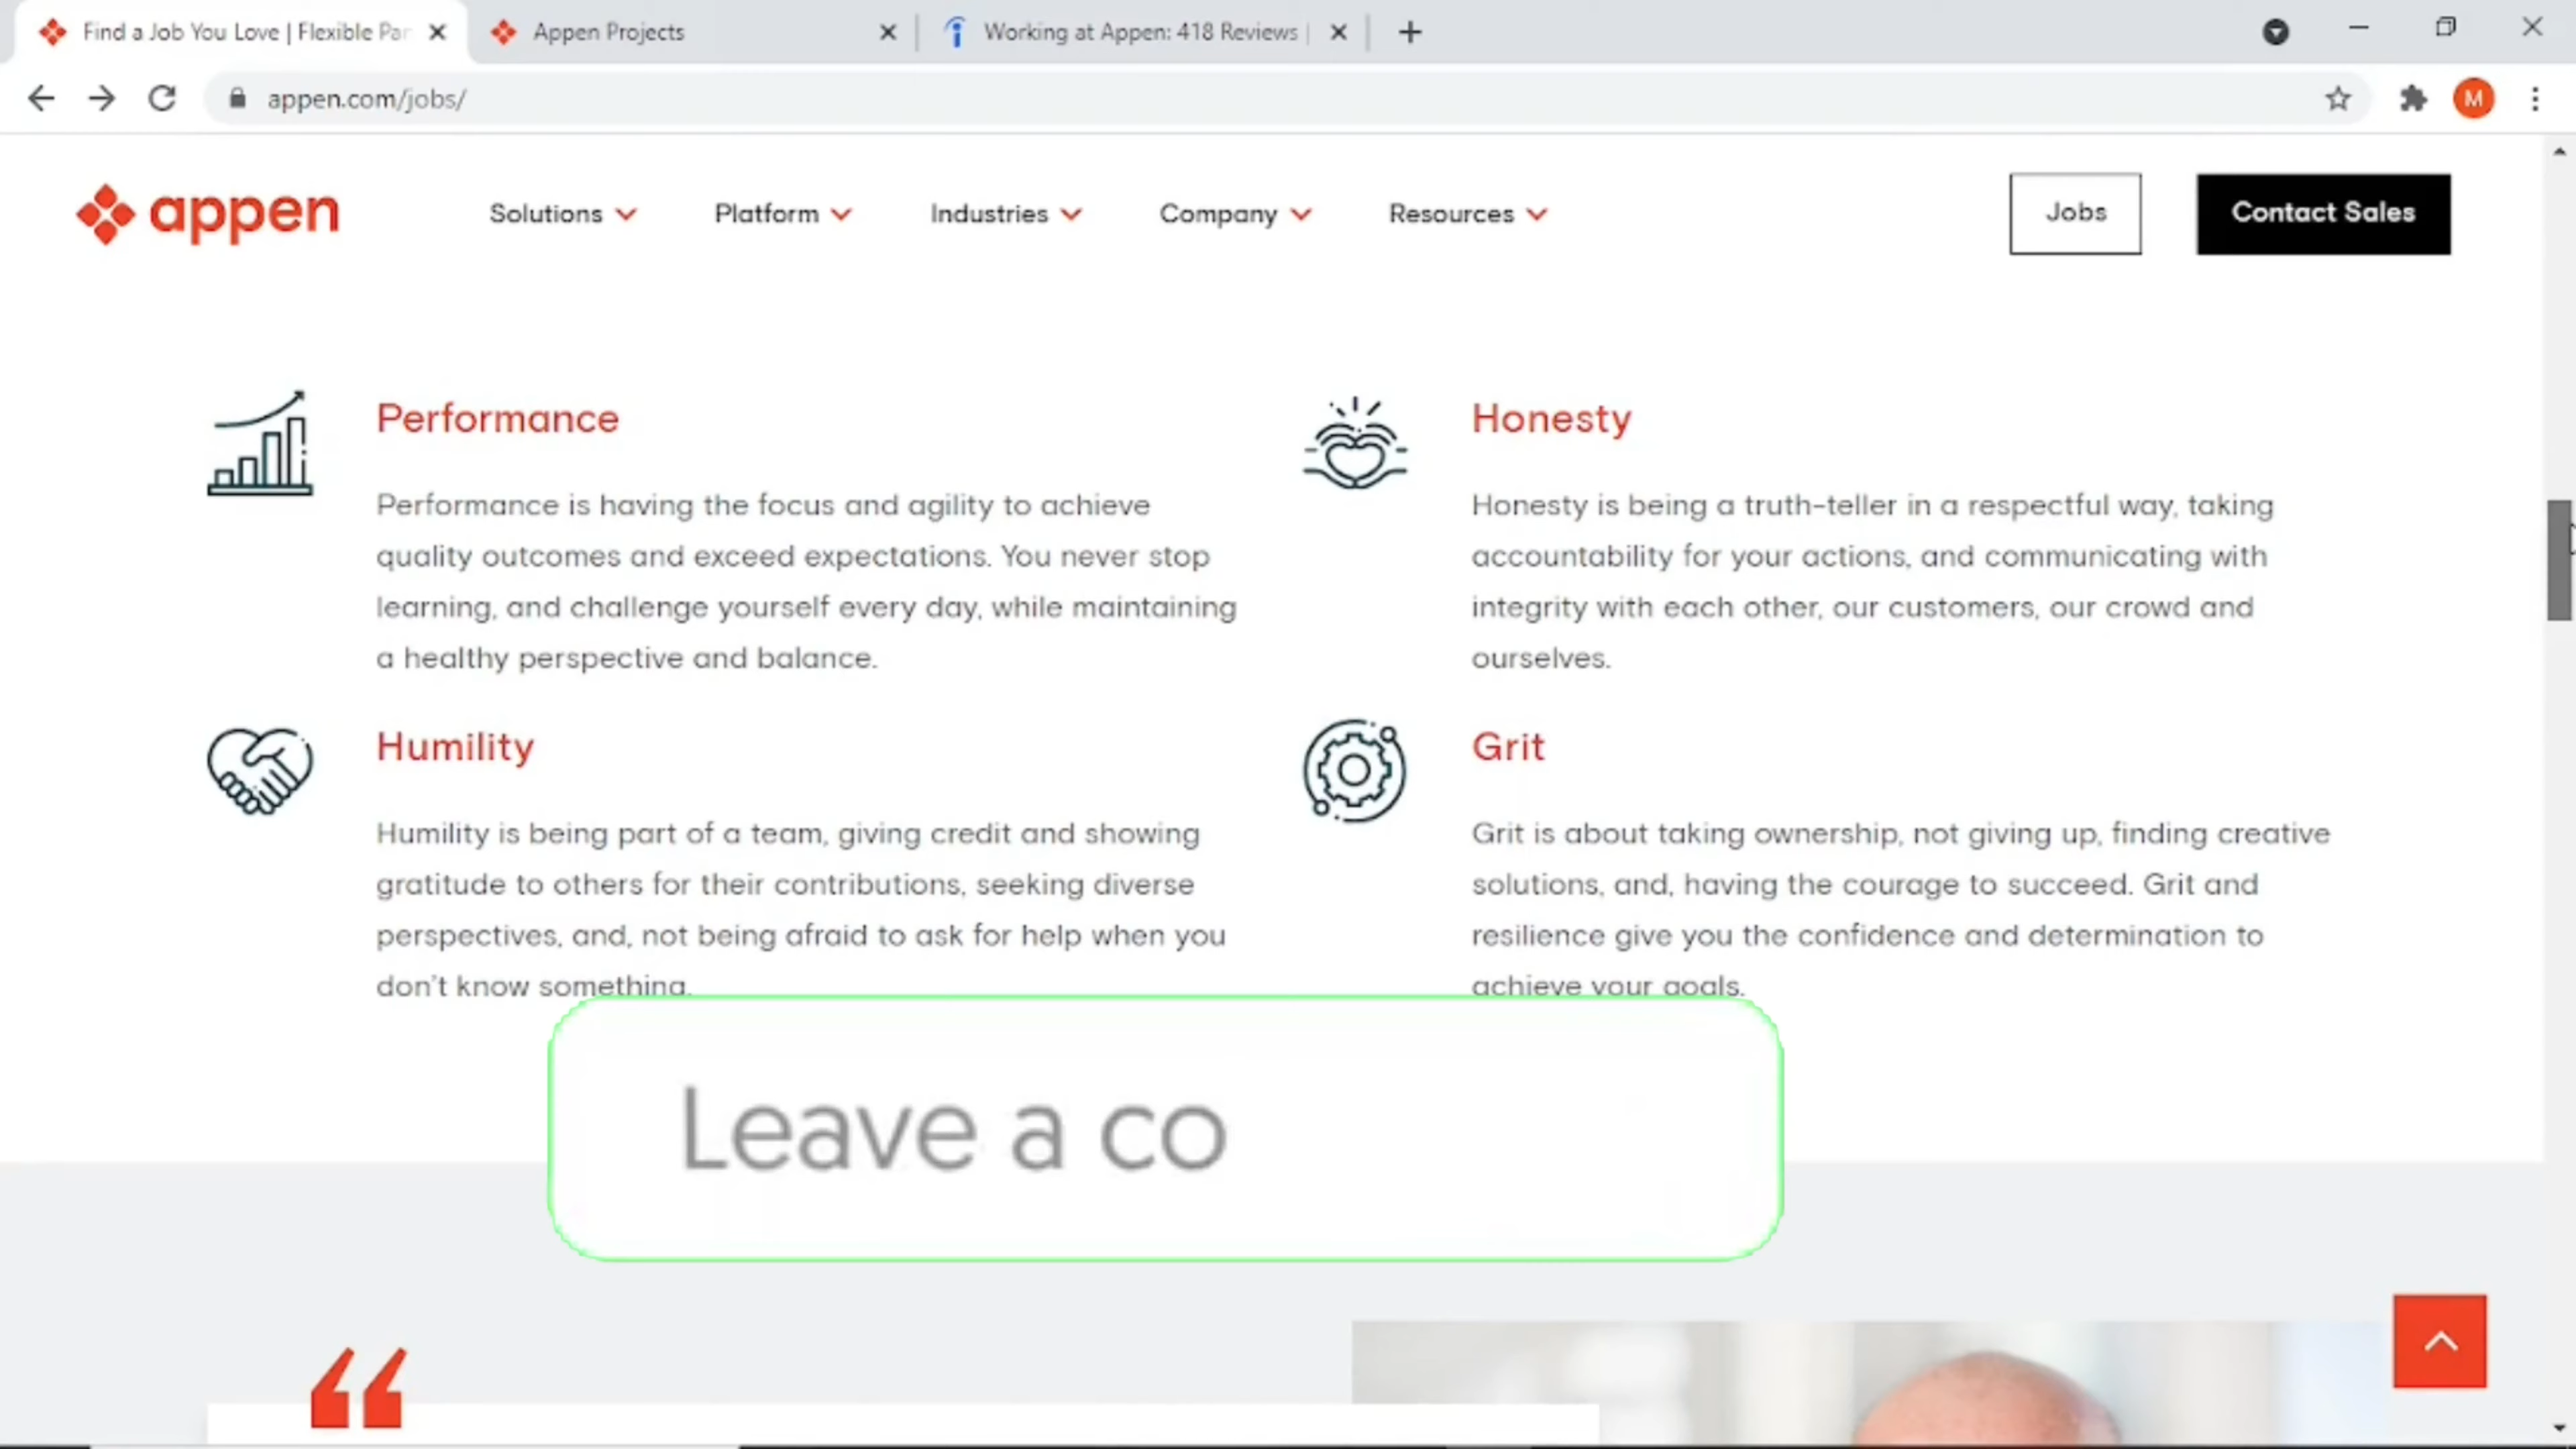 Find a Job You Love | Flexible Par
Appen Projects
Working at Appen: 418 Reviews |
appen.com/jobs/
M
appen
Solutions
Platform
Industries
Company
Resources
Jobs
Contact Sales
Performance
Performance is having the focus and agility to achieve
quality outcomes and exceed expectations. You never stop
learning, and challenge yourself every day, while maintaining
a healthy perspective and balance.
Honesty
Honesty is being a truth-teller in a respectful way, taking
accountability for your actions, and communicating with
integrity with each other, our customers, our crowd and
ourselves.
Humility
Humility is being part of a team, giving credit and showing
gratitude to others for their contributions, seeking diverse
perspectives, and, not being afraid to ask for help when you
don't know something.
Grit
Grit is about taking ownership, not giving up, finding creative
solutions, and, having the courage to succeed. Grit and
resilience give you the confidence and determination to
achieve your goals.
Leave a co
“